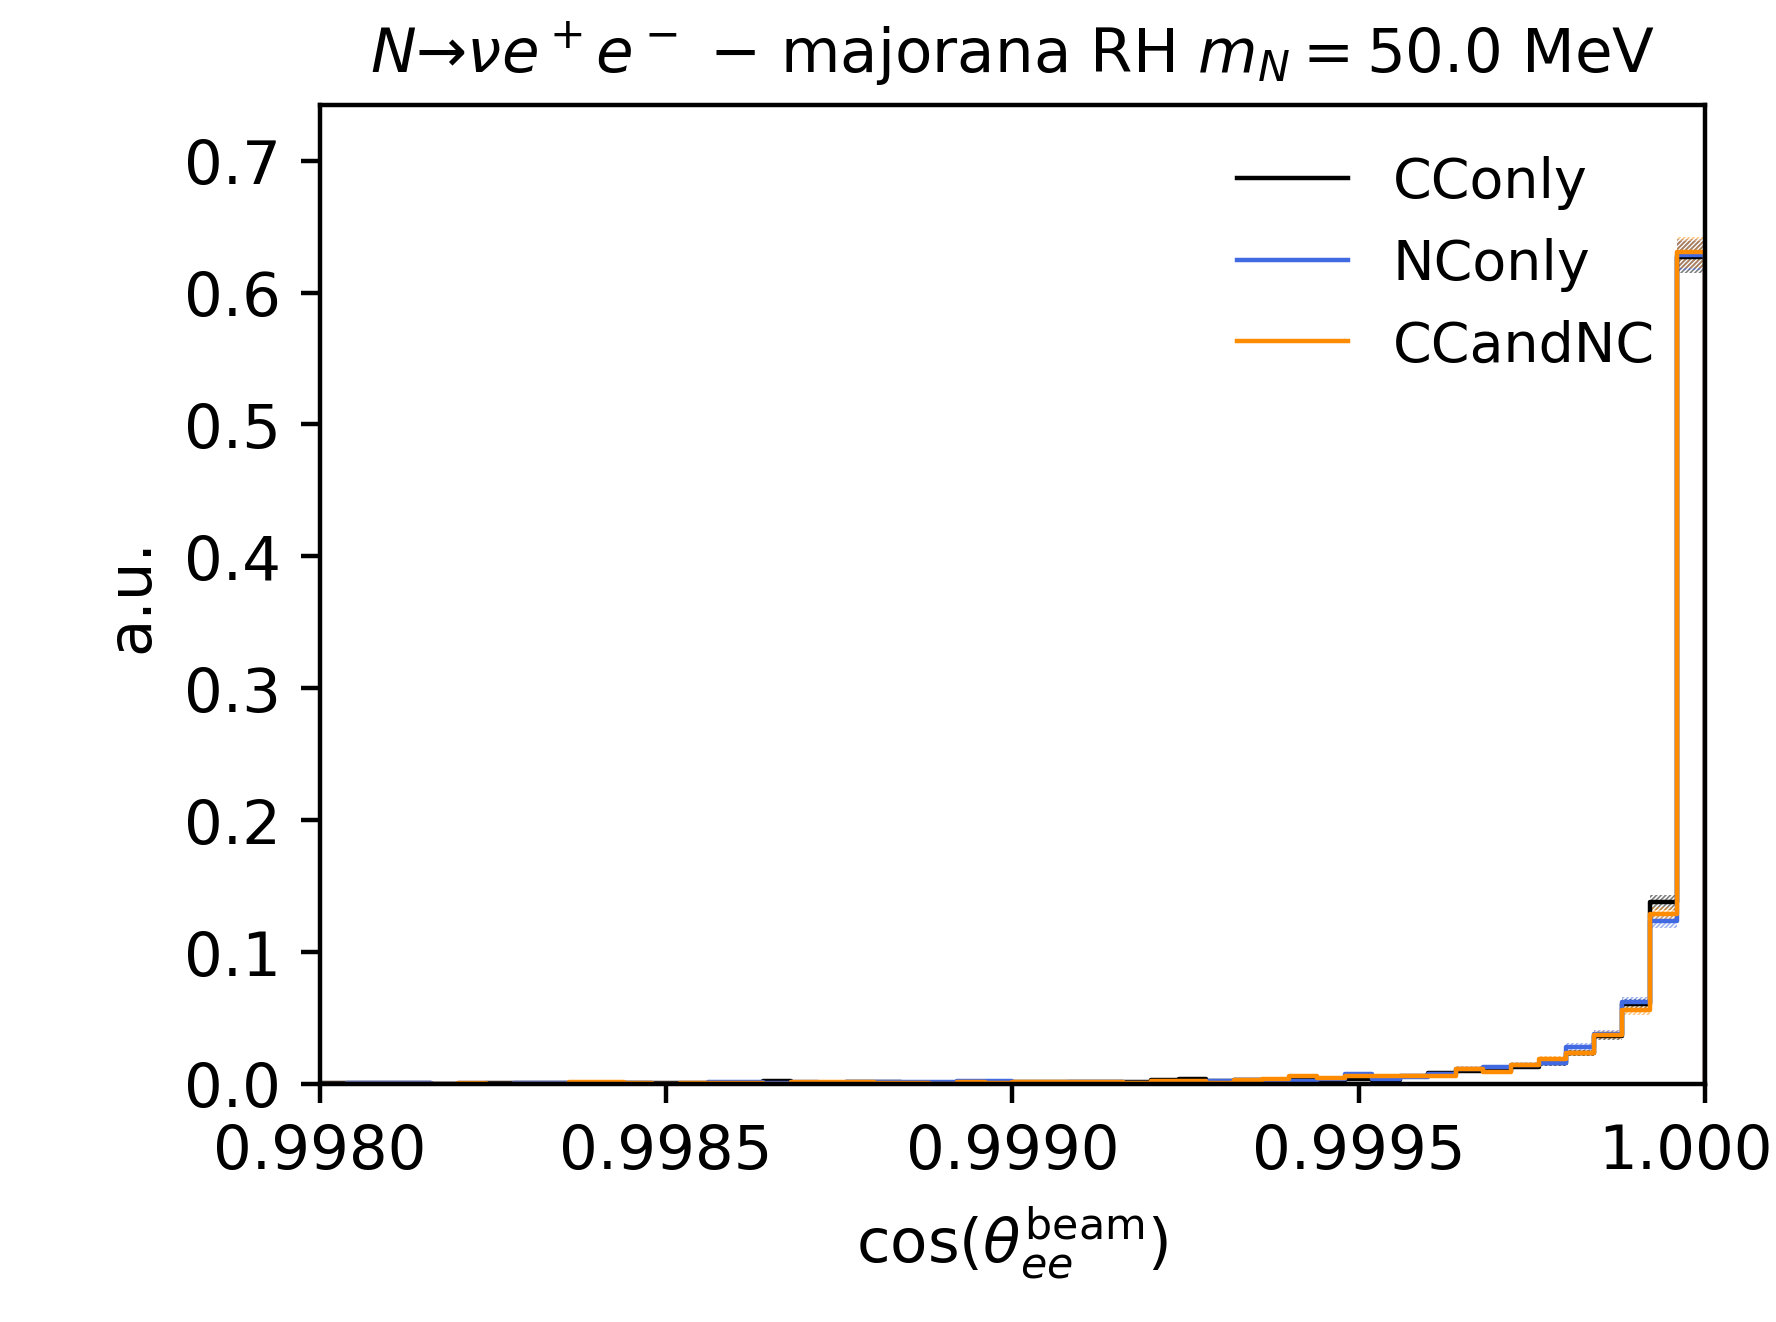 N→νe⁺e⁻ − majorana RH m_N = 50.0 MeV
CConly
NConly
CCandNC
0.7
0.6
0.5
0.4
0.3
0.2
0.1
0.0
a.u.
0.9980 0.9985 0.9990 0.9995 1.000
cos(θ_ee^beam)